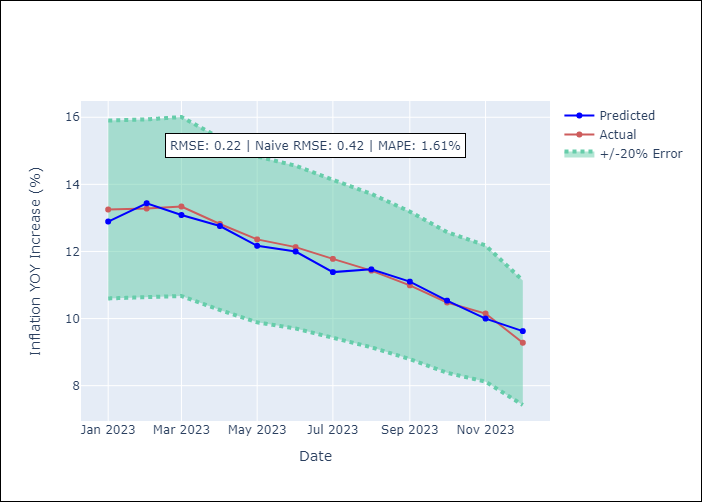 16
RMSE: 0.22 | Naive RMSE: 0.42 | MAPE: 1.61%
14
12
10
8
Inflation YOY Increase (%)
Jan 2023 Mar 2023 May 2023 Jul 2023 Sep 2023 Nov 2023
Date
Predicted
Actual
+/-20% Error